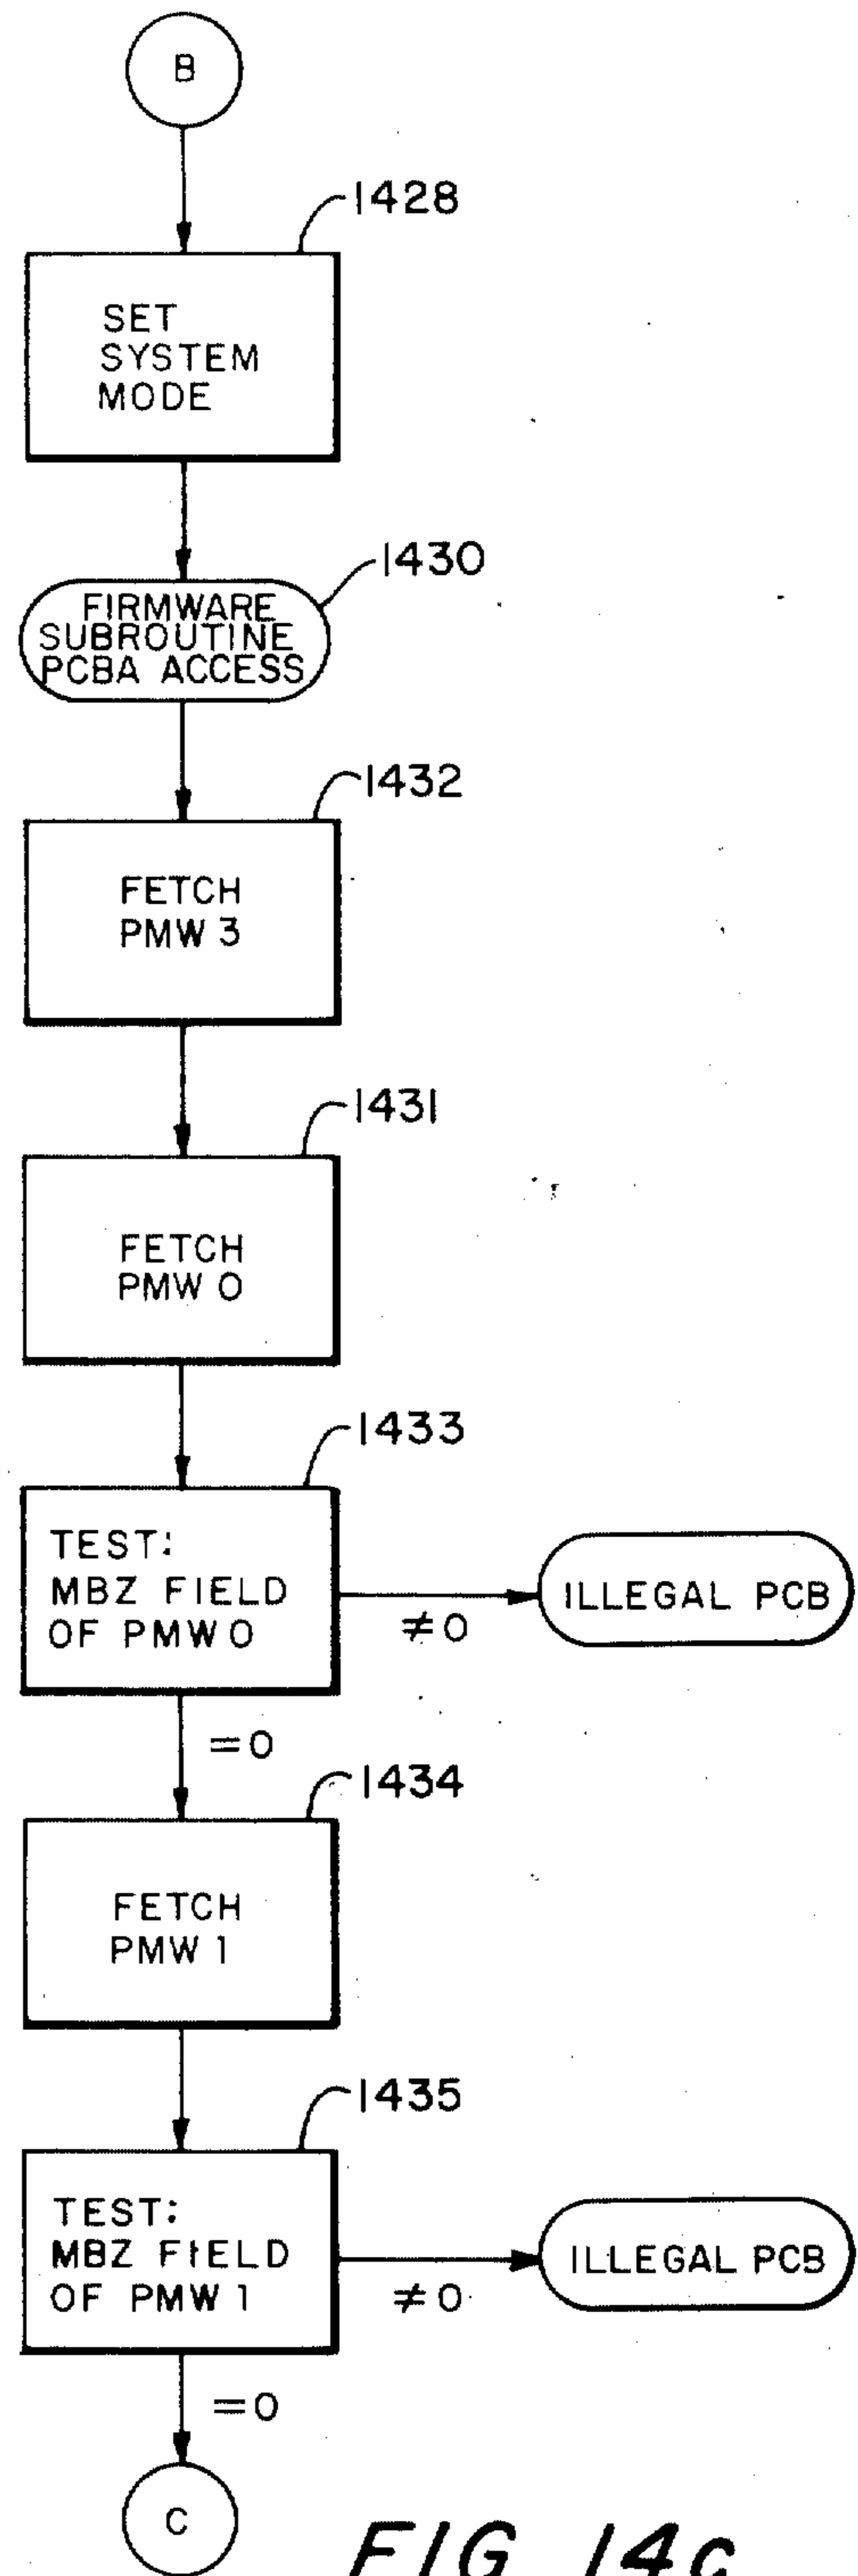 B
1428
SET
SYSTEM
MODE
1430
FIRMWARE
SUBROUTINE
PCBA ACCESS
1432
FETCH
PMW 3
1431
FETCH
PMW 0
1433
TEST:
MBZ FIELD
OF PMW 0
≠0
ILLEGAL PCB
=0
1434
FETCH
PMW 1
1435
TEST:
MBZ FIELD
OF PMW 1
≠0
ILLEGAL PCB
=0
C
FIG 14c